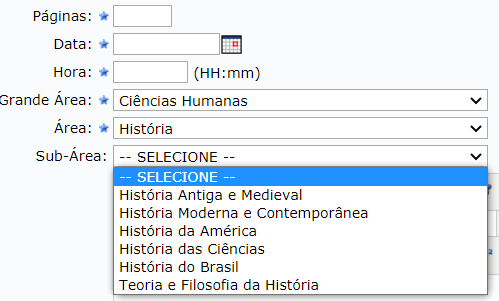 Páginas:
Data:
Hora: (HH:mm)
Grande Área: Ciências Humanas
Área: História
Sub-Área: -- SELECIONE --
-- SELECIONE --
História Antiga e Medieval
História Moderna e Contemporânea
História da América
História das Ciências
História do Brasil
Teoria e Filosofia da História